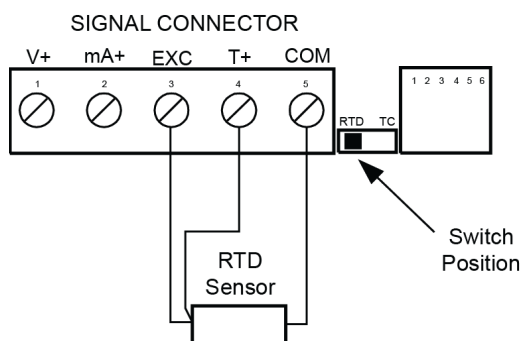 SIGNAL CONNECTOR
V+ mA+ EXC T+ COM
1 2 3 4 5
1 2 3 4 5 6
RTD TC
Switch
Position
RTD
Sensor